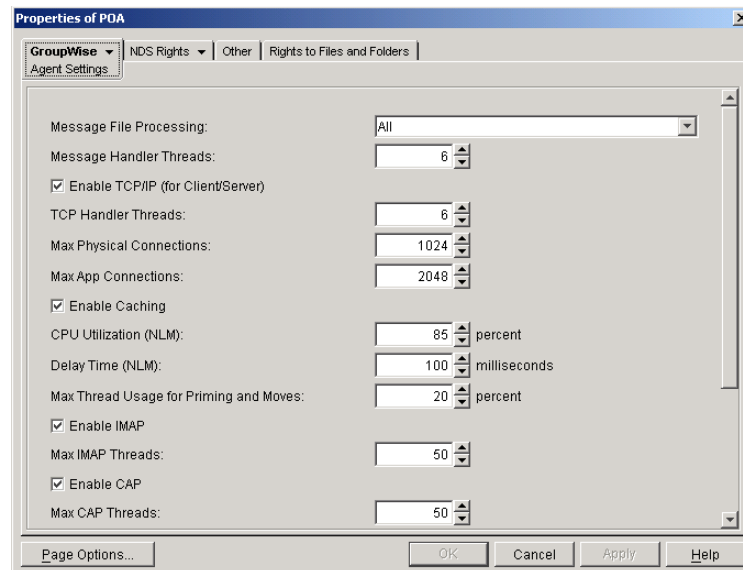 Properties of POA
GroupWise NDS Rights Other Rights to Files and Folders
Agent Settings
Message File Processing: All
Message Handler Threads: 6
Enable TCP/IP (for Client/Server)
TCP Handler Threads: 6
Max Physical Connections: 1024
Max App Connections: 2048
Enable Caching
CPU Utilization (NLM): 85 percent
Delay Time (NLM): 100 milliseconds
Max Thread Usage for Priming and Moves: 20 percent
Enable IMAP
Max IMAP Threads: 50
Enable CAP
Max CAP Threads: 50
Page Options... OK Cancel Apply Help